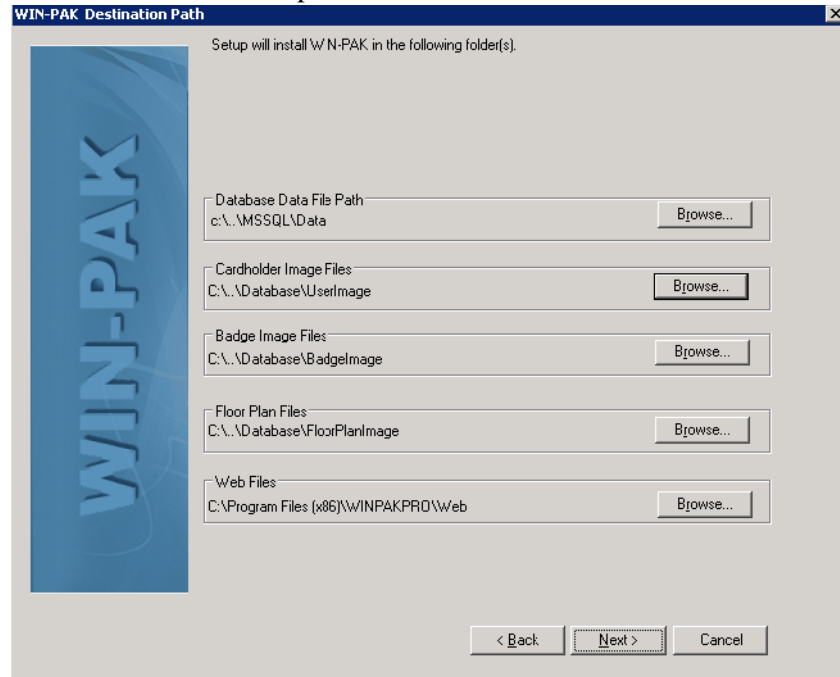 WIN-PAK Destination Path
Setup will install WIN-PAK in the following folder(s).
WIN-PAK
Database Data File Path
c:\..\MSSQL\Data
Browse...
Cardholder Image Files
C:\..\Database\UserImage
Browse...
Badge Image Files
C:\..\Database\BadgeImage
Browse...
Floor Plan Files
C:\..\Database\FloorPlanImage
Browse...
Web Files
C:\Program Files (x86)\WINPAKPRO\Web
Browse...
< Back
Next >
Cancel